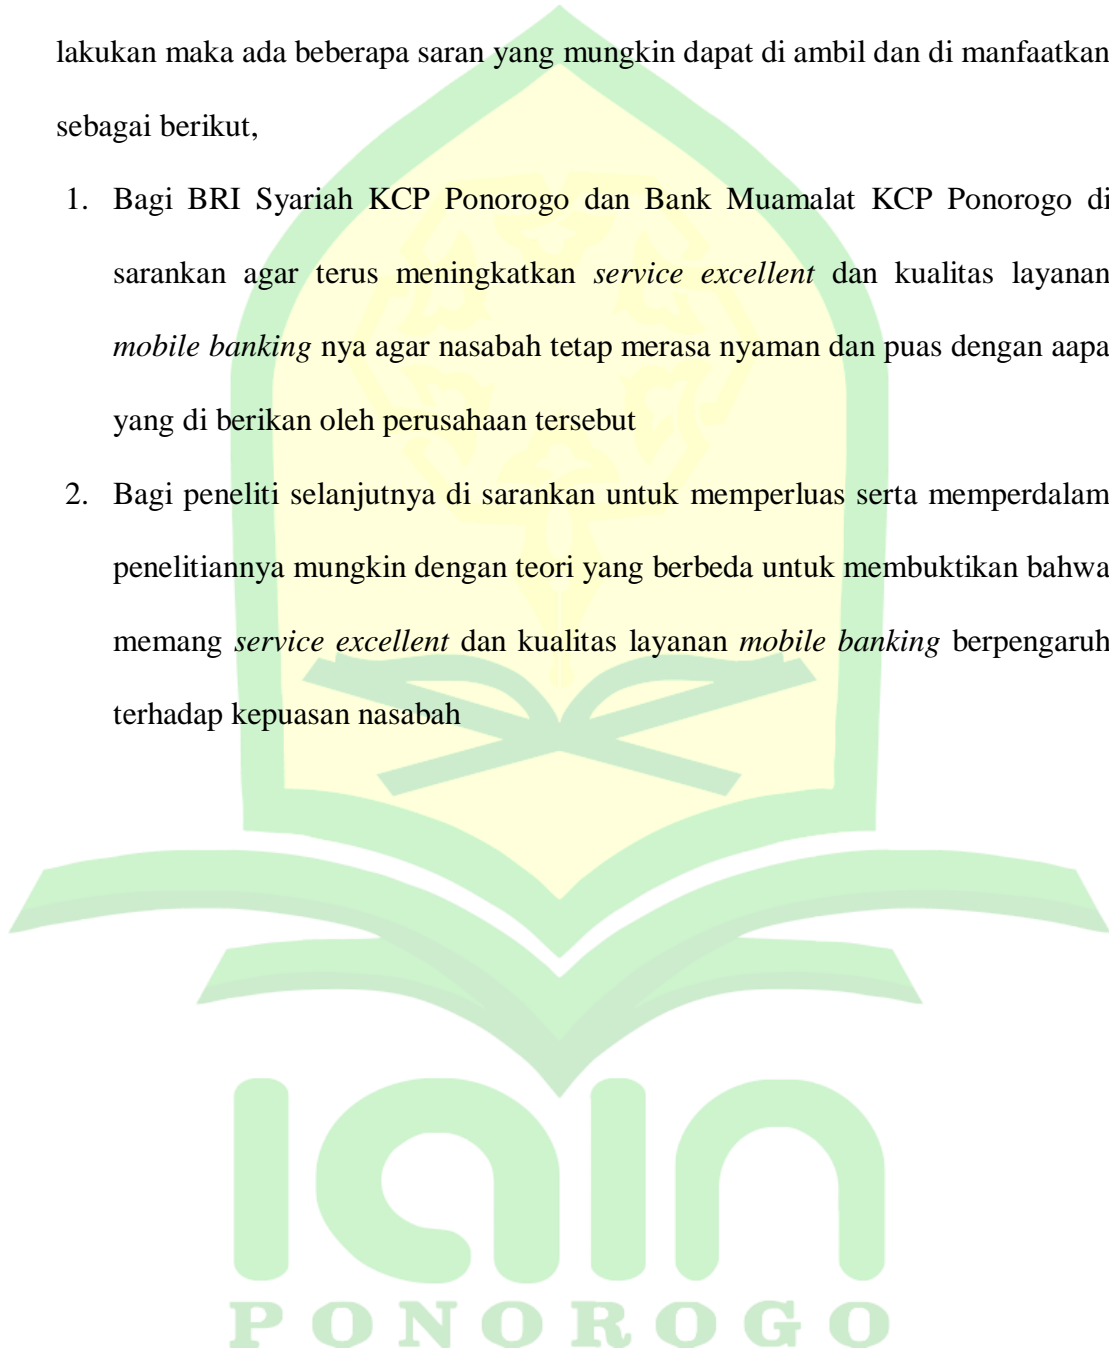 lakukan maka ada beberapa saran yang mungkin dapat di ambil dan di manfaatkan
sebagai berikut,
1. Bagi BRI Syariah KCP Ponorogo dan Bank Muamalat KCP Ponorogo di
sarankan agar terus meningkatkan service excellent dan kualitas layanan
mobile banking nya agar nasabah tetap merasa nyaman dan puas dengan aapa
yang di berikan oleh perusahaan tersebut
2. Bagi peneliti selanjutnya di sarankan untuk memperluas serta memperdalam
penelitiannya mungkin dengan teori yang berbeda untuk membuktikan bahwa
memang service excellent dan kualitas layanan mobile banking berpengaruh
terhadap kepuasan nasabah
iain
PONOROGO